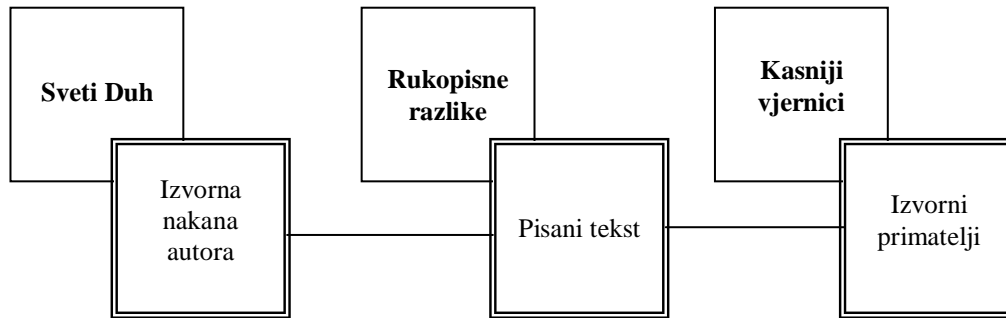 Sveti Duh
Rukopisne
razlike
Kasniji
vjernici
Izvorna
nakana
autora
Pisani tekst
Izvorni
primatelji